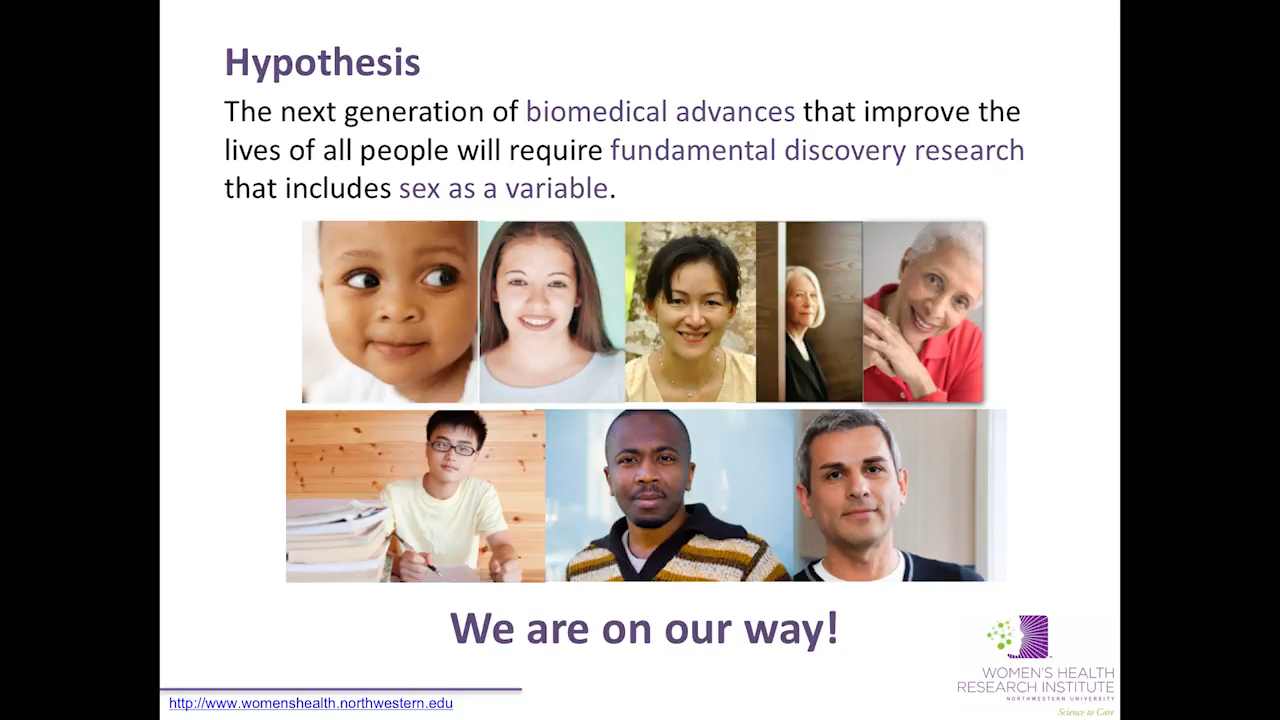 Hypothesis
The next generation of biomedical advances that improve the
lives of all people will require fundamental discovery research
that includes sex as a variable.
We are on our way!
WOMEN'S HEALTH
RESEARCH INSTITUTE
NORTHWESTERN UNIVERSITY
Science to Care
http://www.womenshealth.northwestern.edu